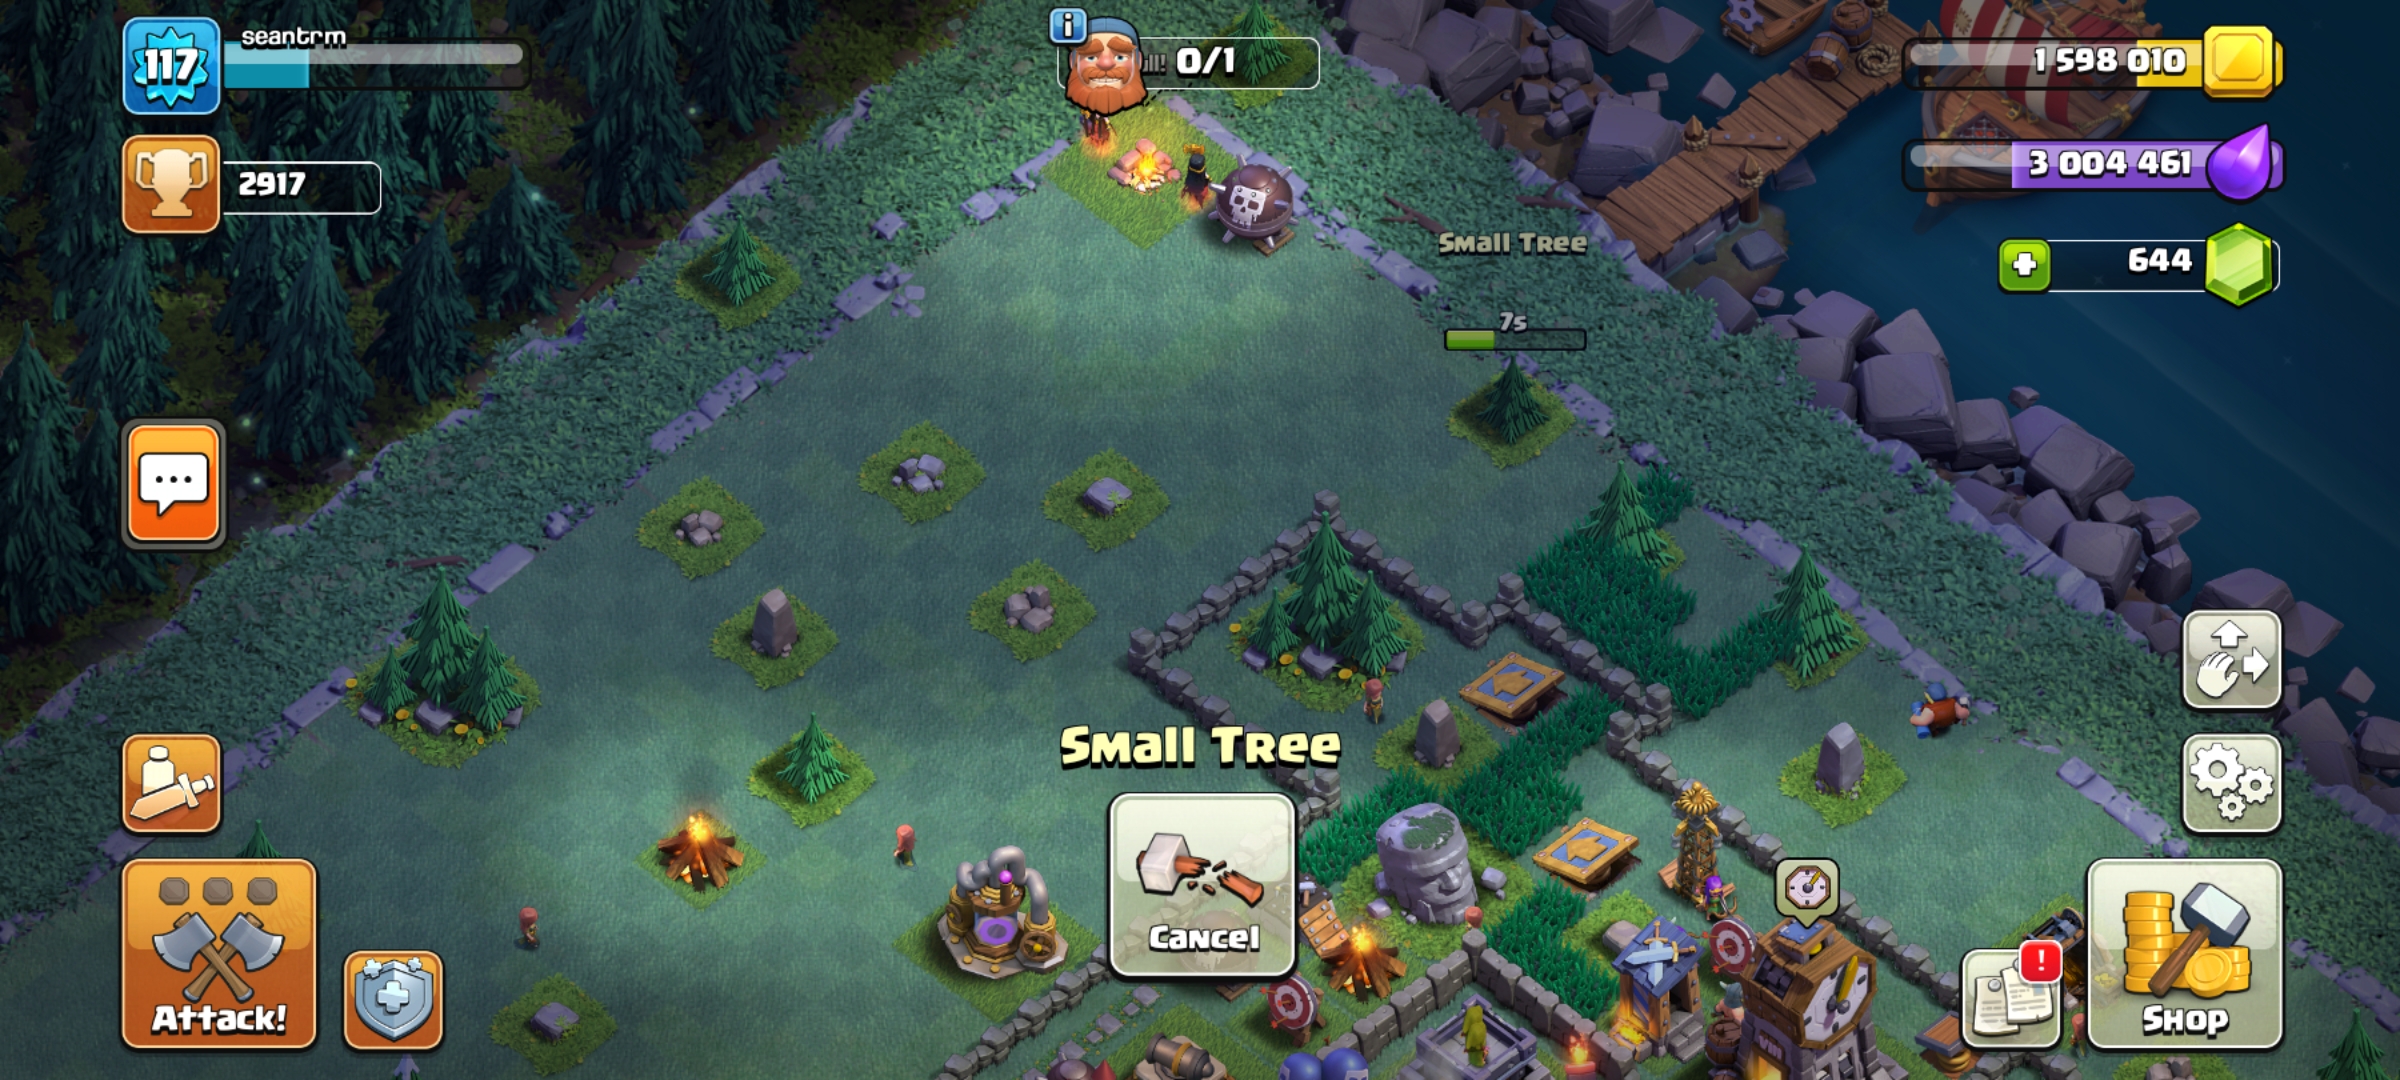 117
seantrm
i
0/1
1 598 010
2917
3 004 461
Small Tree
644
7s
Small Tree
Cancel
Attack!
!
Shop